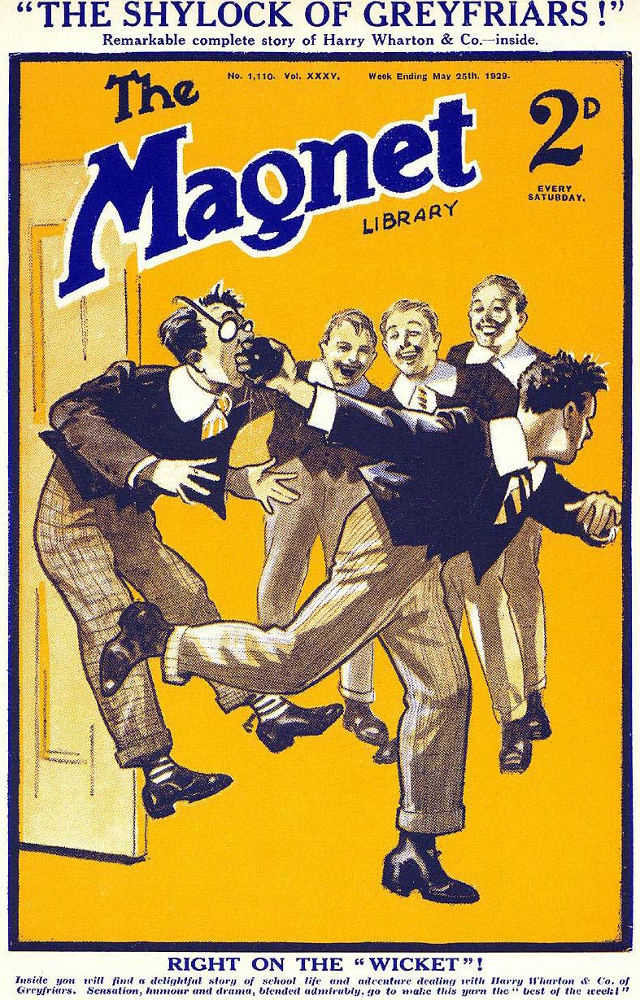 “THE SHYLOCK OF GREYFRIARS!”
Remarkable complete story of Harry Wharton & Co.—inside.
No. 1,110. Vol. XXXV. Week Ending May 25th, 1929.
The
Magnet
LIBRARY
2D
EVERY
SATURDAY.
RIGHT ON THE “WICKET”!
Inside you will find a delightful story of school life and adventure dealing with Harry Wharton & Co. of
Greyfriars. Sensation, humour and drama, blended admirably, go to make this yarn the “best of the week!”